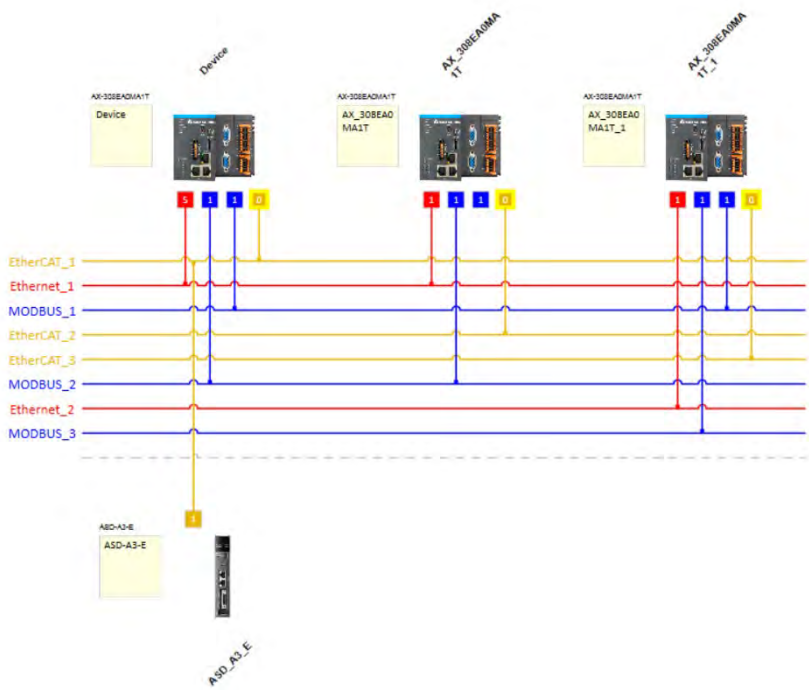 Device
AX_308EA0MA
1T
AX_308EA0MA
1T_1
AX-308EA0MA1T
AX-308EA0MA1T
AX-308EA0MA1T
Device
AX_308EA0
MA1T
AX_308EA0
MA1T_1
5
1
1
0
1
1
1
0
1
1
1
0
EtherCAT_1
Ethernet_1
MODBUS_1
EtherCAT_2
EtherCAT_3
MODBUS_2
Ethernet_2
MODBUS_3
1
ASD-A3-E
ASD-A3-E
ASD_A3_E